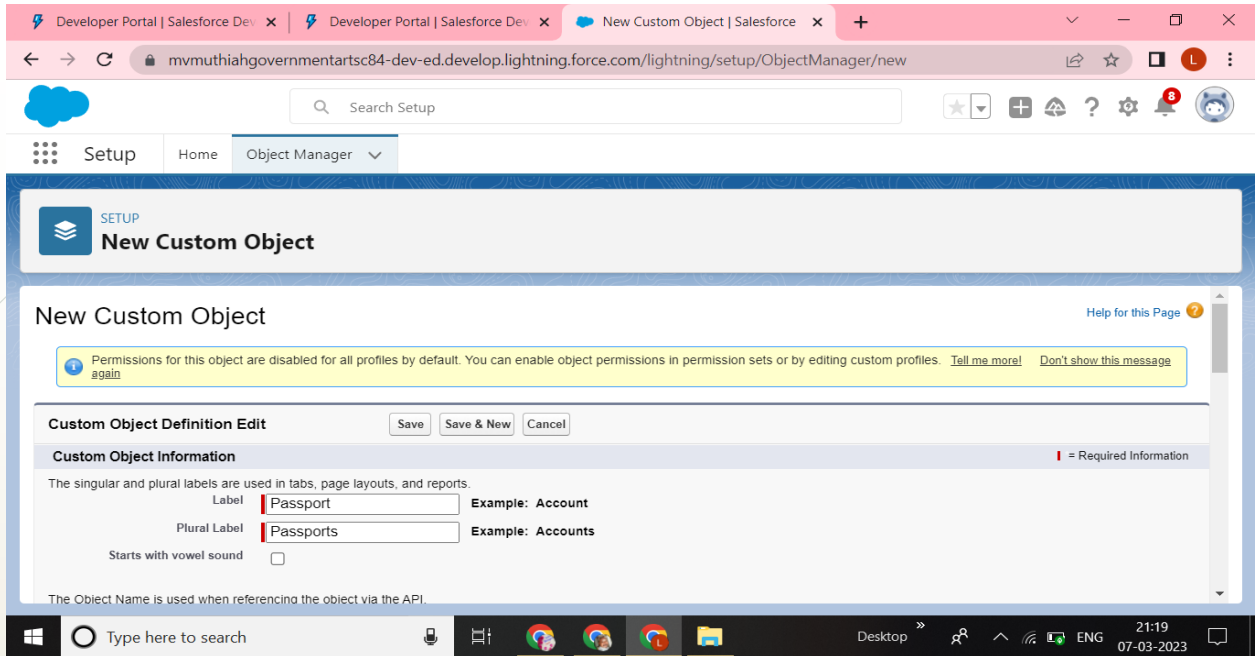 Developer Portal | Salesforce Dev
Developer Portal | Salesforce Dev
New Custom Object | Salesforce
mvmuthiahgovernmentartsc84-dev-ed.develop.lightning.force.com/lightning/setup/ObjectManager/new
L
Search Setup
8
Setup
Home
Object Manager
SETUP
New Custom Object
New Custom Object
Help for this Page
Permissions for this object are disabled for all profiles by default. You can enable object permissions in permission sets or by editing custom profiles. Tell me more! Don't show this message
again
Custom Object Definition Edit
Save
Save & New
Cancel
Custom Object Information
= Required Information
The singular and plural labels are used in tabs, page layouts, and reports.
Label Passport Example: Account
Plural Label Passports Example: Accounts
Starts with vowel sound
The Object Name is used when referencing the object via the API.
Type here to search
Desktop
ENG
21:19
07-03-2023